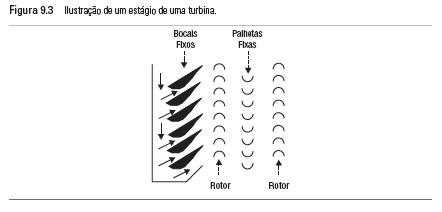 Figura 9.3 Ilustração de um estágio de uma turbina.
Bocais Palhetas
Fixos Fixas
Rotor Rotor